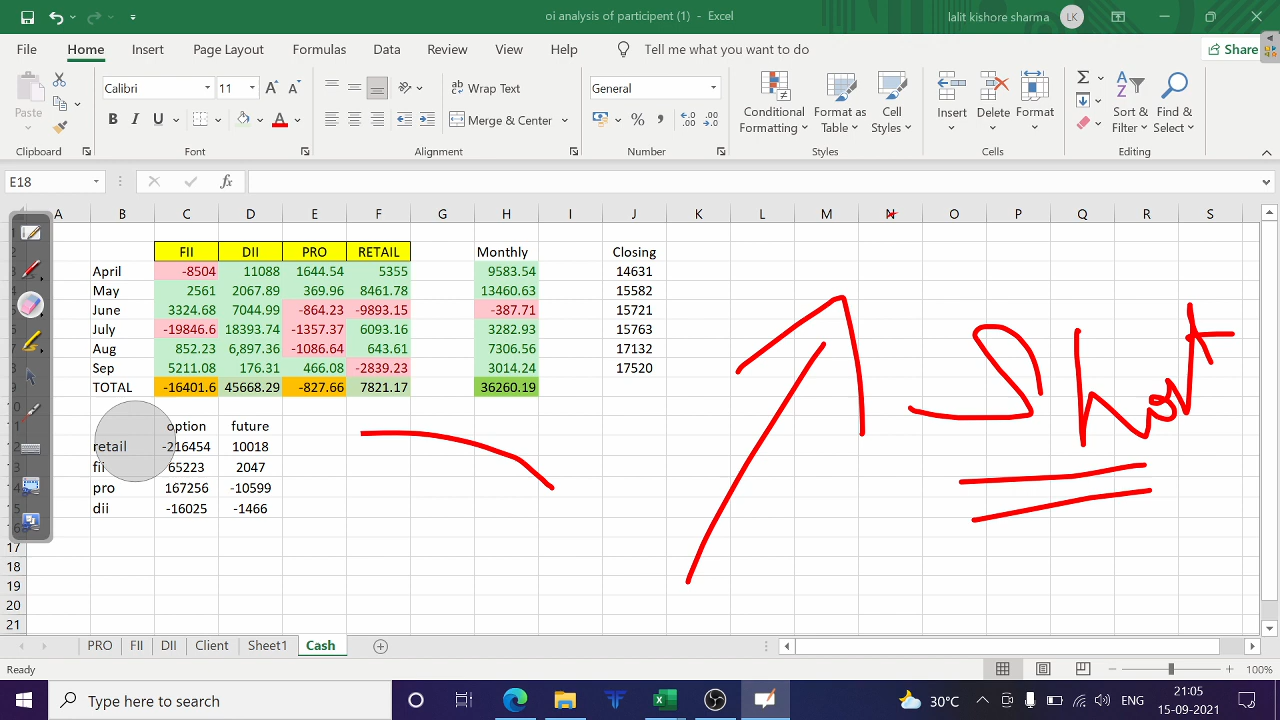 oi analysis of participent (1) - Excel
lalit kishore sharma LK
File Home Insert Page Layout Formulas Data Review View Help Tell me what you want to do Share
Paste Calibri 11 Wrap Text General Conditional Formatting Format as Table Cell Styles Insert Delete Format Sort & Filter Find & Select
B I U A Merge & Center
Clipboard Font Alignment Number Styles Cells Editing
E18 fx
A B C D E F G H I J K L M N O P Q R S
FII DII PRO RETAIL Monthly Closing
April -8504 11088 1644.54 5355 9583.54 14631
May 2561 2067.89 369.96 8461.78 13460.63 15582
June 3324.68 7044.99 -864.23 -9893.15 -387.71 15721
July -19846.6 18393.74 -1357.37 6093.16 3282.93 15763
Aug 852.23 6,897.36 -1086.64 643.61 7306.56 17132
Sep 5211.08 176.31 466.08 -2839.23 3014.24 17520
TOTAL -16401.6 45668.29 -827.66 7821.17 36260.19
option future
retail -216454 10018
fii 65223 2047
pro 167256 -10599
dii -16025 -1466
Short
17
18
19
20
21
PRO FII DII Client Sheet1 Cash
Ready 100%
Type here to search 30°C ENG 21:05 15-09-2021